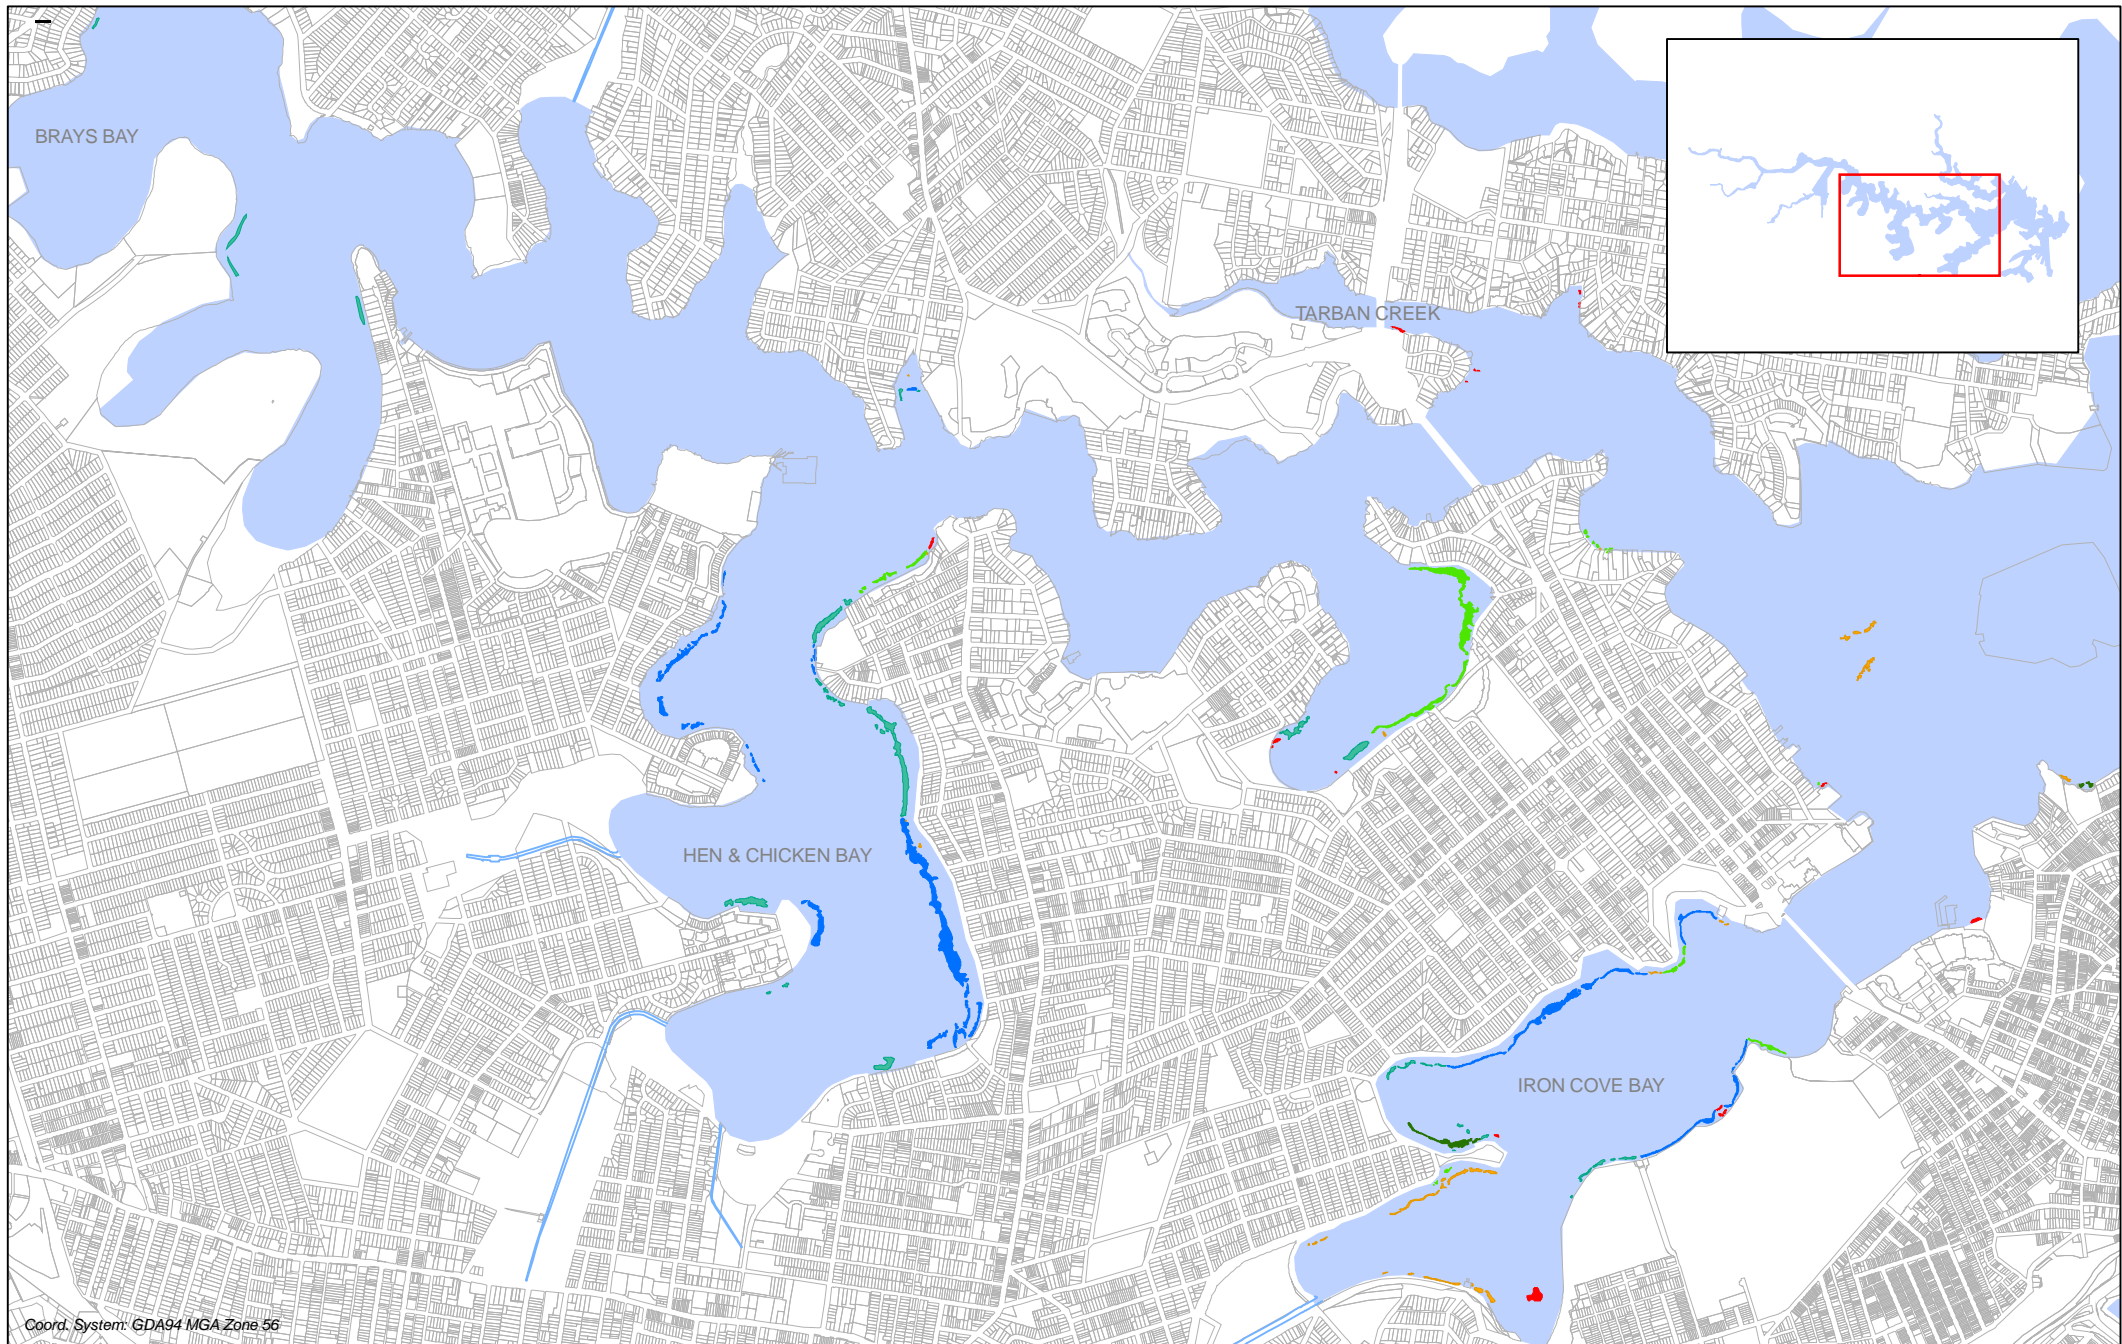 BRAYS BAY
TARBAN CREEK
HEN & CHICKEN BAY
IRON COVE BAY
Coord. System: GDA94 MGA Zone 56